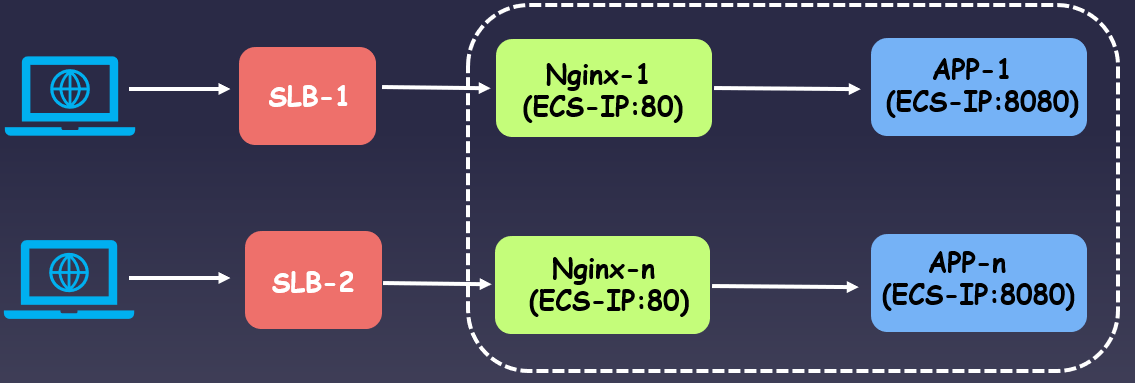 SLB-1
Nginx-1
(ECS-IP:80)
APP-1
(ECS-IP:8080)
SLB-2
Nginx-n
(ECS-IP:80)
APP-n
(ECS-IP:8080)